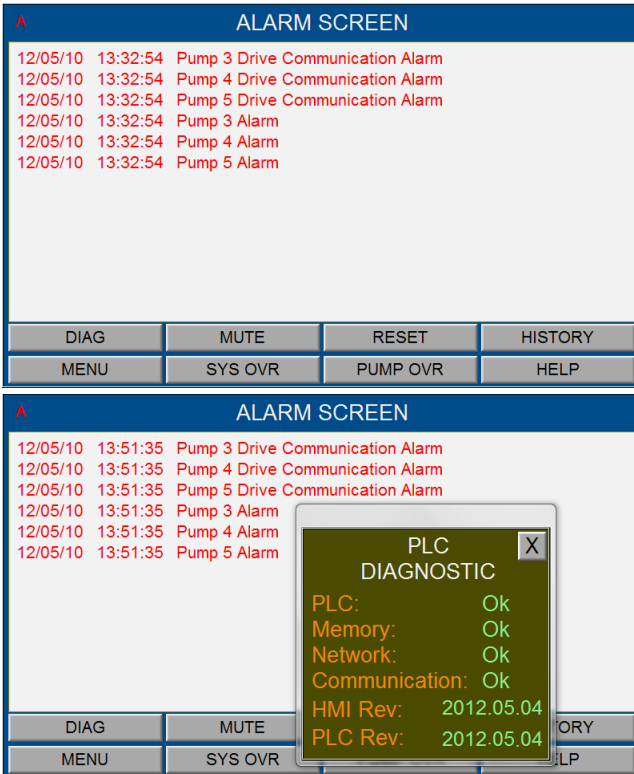 A ALARM SCREEN
12/05/10 13:32:54 Pump 3 Drive Communication Alarm
12/05/10 13:32:54 Pump 4 Drive Communication Alarm
12/05/10 13:32:54 Pump 5 Drive Communication Alarm
12/05/10 13:32:54 Pump 3 Alarm
12/05/10 13:32:54 Pump 4 Alarm
12/05/10 13:32:54 Pump 5 Alarm
DIAG MUTE RESET HISTORY
MENU SYS OVR PUMP OVR HELP
A ALARM SCREEN
12/05/10 13:51:35 Pump 3 Drive Communication Alarm
12/05/10 13:51:35 Pump 4 Drive Communication Alarm
12/05/10 13:51:35 Pump 5 Drive Communication Alarm
12/05/10 13:51:35 Pump 3 Alarm
12/05/10 13:51:35 Pump 4 Alarm
12/05/10 13:51:35 Pump 5 Alarm
PLC X
DIAGNOSTIC
PLC: Ok
Memory: Ok
Network: Ok
Communication: Ok
HMI Rev: 2012.05.04
PLC Rev: 2012.05.04
DIAG MUTE ORY
MENU SYS OVR LP